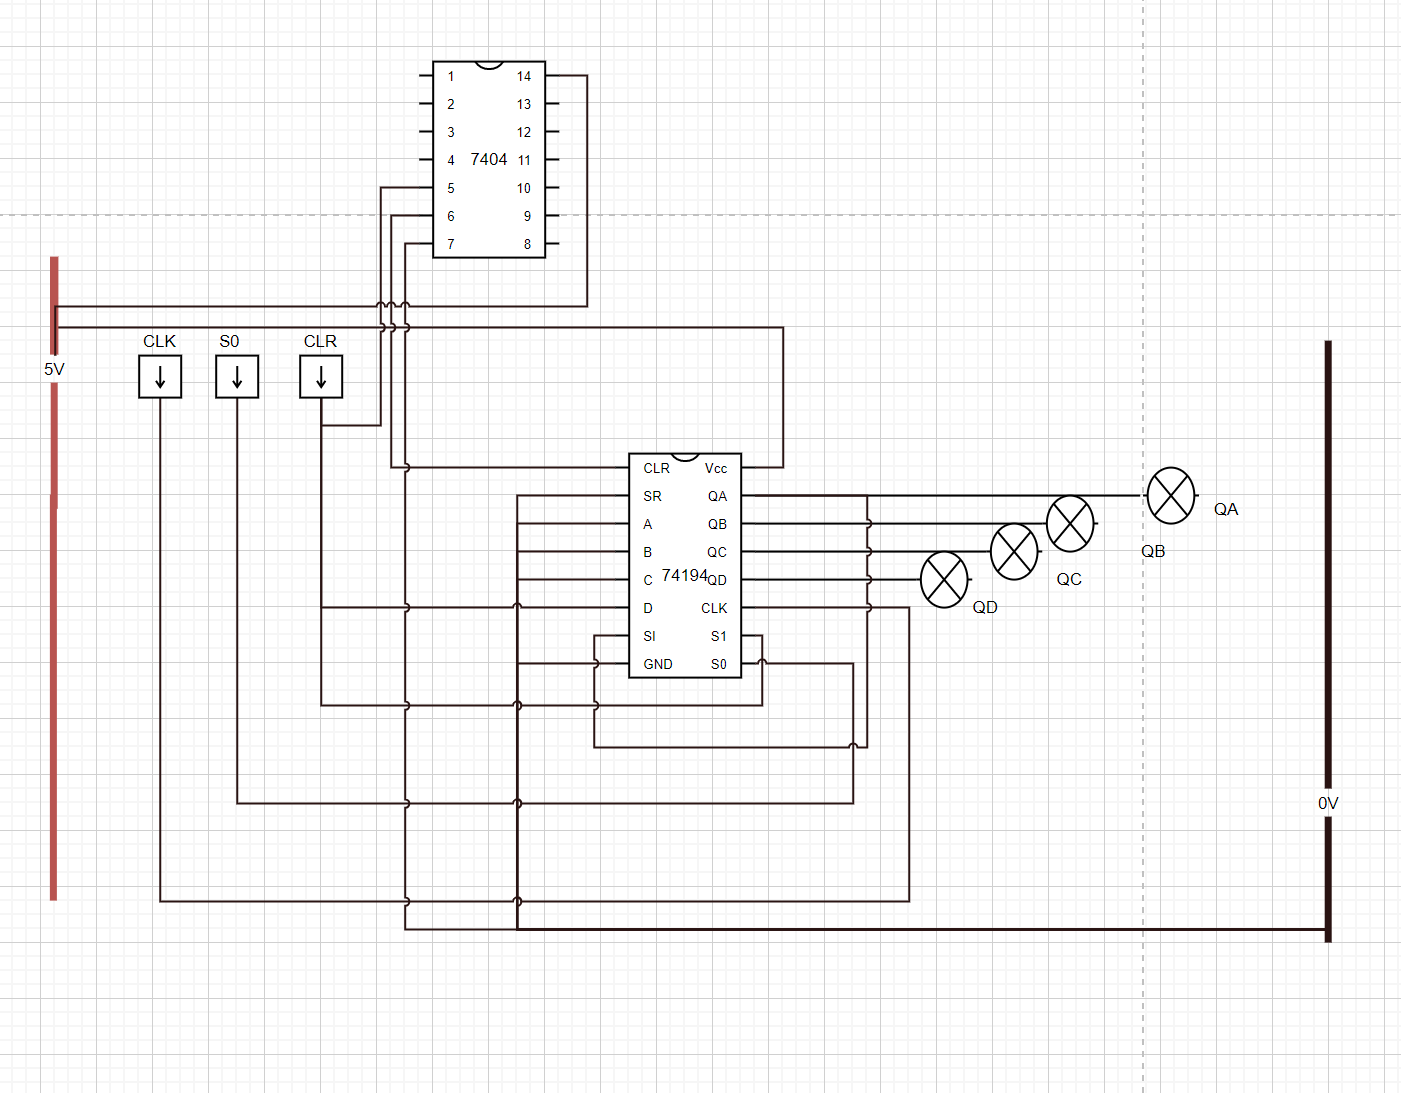 1 14
2 13
3 12
4 7404 11
5 10
6 9
7 8
5V
CLK S0 CLR
CLR Vcc
SR QA
A QB
B QC
C 74194 QD
D CLK
SI S1
GND S0
QA
QB
QC
QD
0V